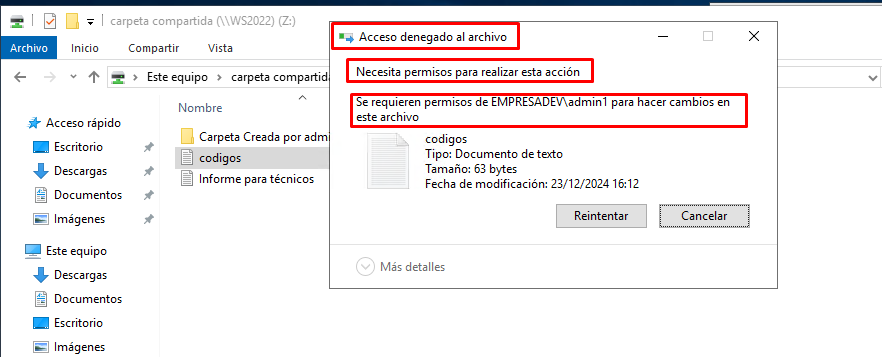 carpeta compartida (\\WS2022) (Z:)
Archivo
Inicio
Compartir
Vista
Este equipo
carpeta compartida
Nombre
Acceso rápido
Escritorio
Descargas
Documentos
Imágenes
Este equipo
Descargas
Documentos
Escritorio
Imágenes
Carpeta Creada por admi
codigos
Informe para técnicos
Acceso denegado al archivo
Necesita permisos para realizar esta acción
Se requieren permisos de EMPRESADEV\admin1 para hacer cambios en
este archivo
codigos
Tipo: Documento de texto
Tamaño: 63 bytes
Fecha de modificación: 23/12/2024 16:12
Reintentar
Cancelar
Más detalles